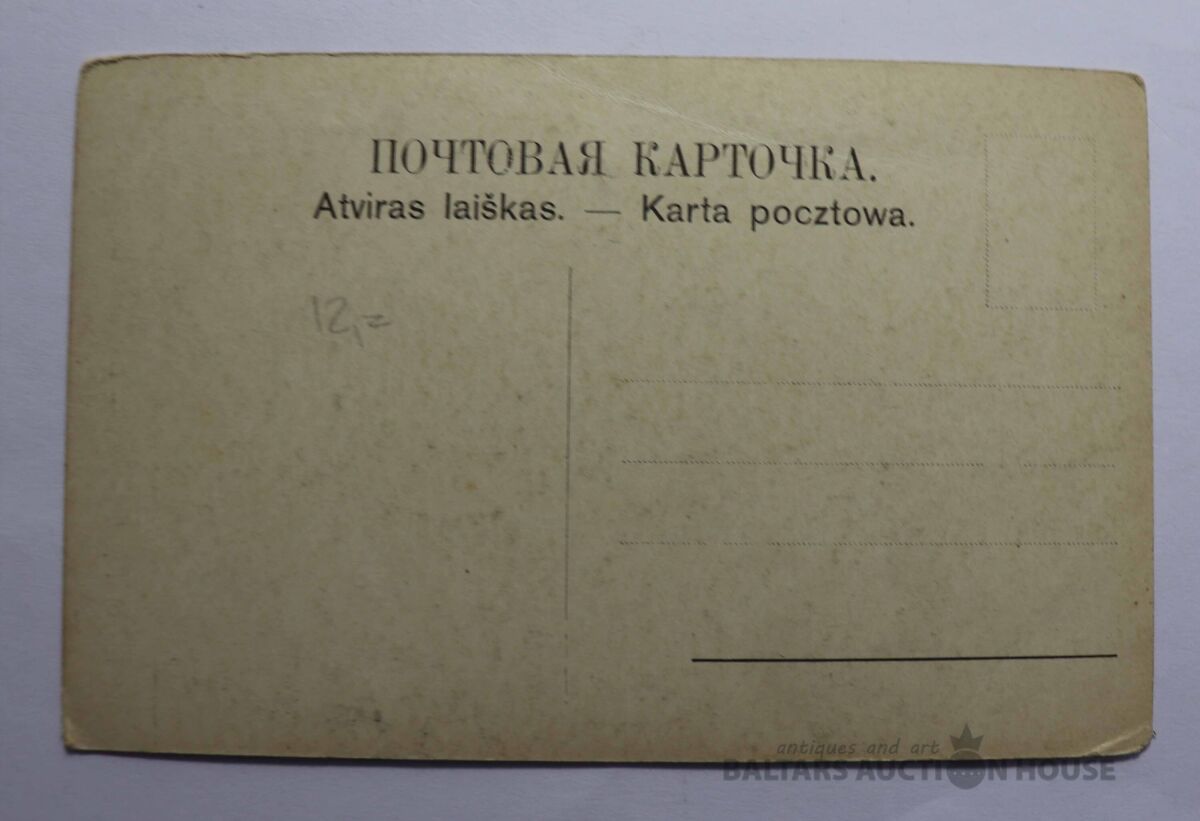 ПОЧТОВАЯ КАРТОЧКА.
Atviras laiškas. — Karta pocztowa.
12,=
antiques and art
BALTARS AUCTION HOUSE